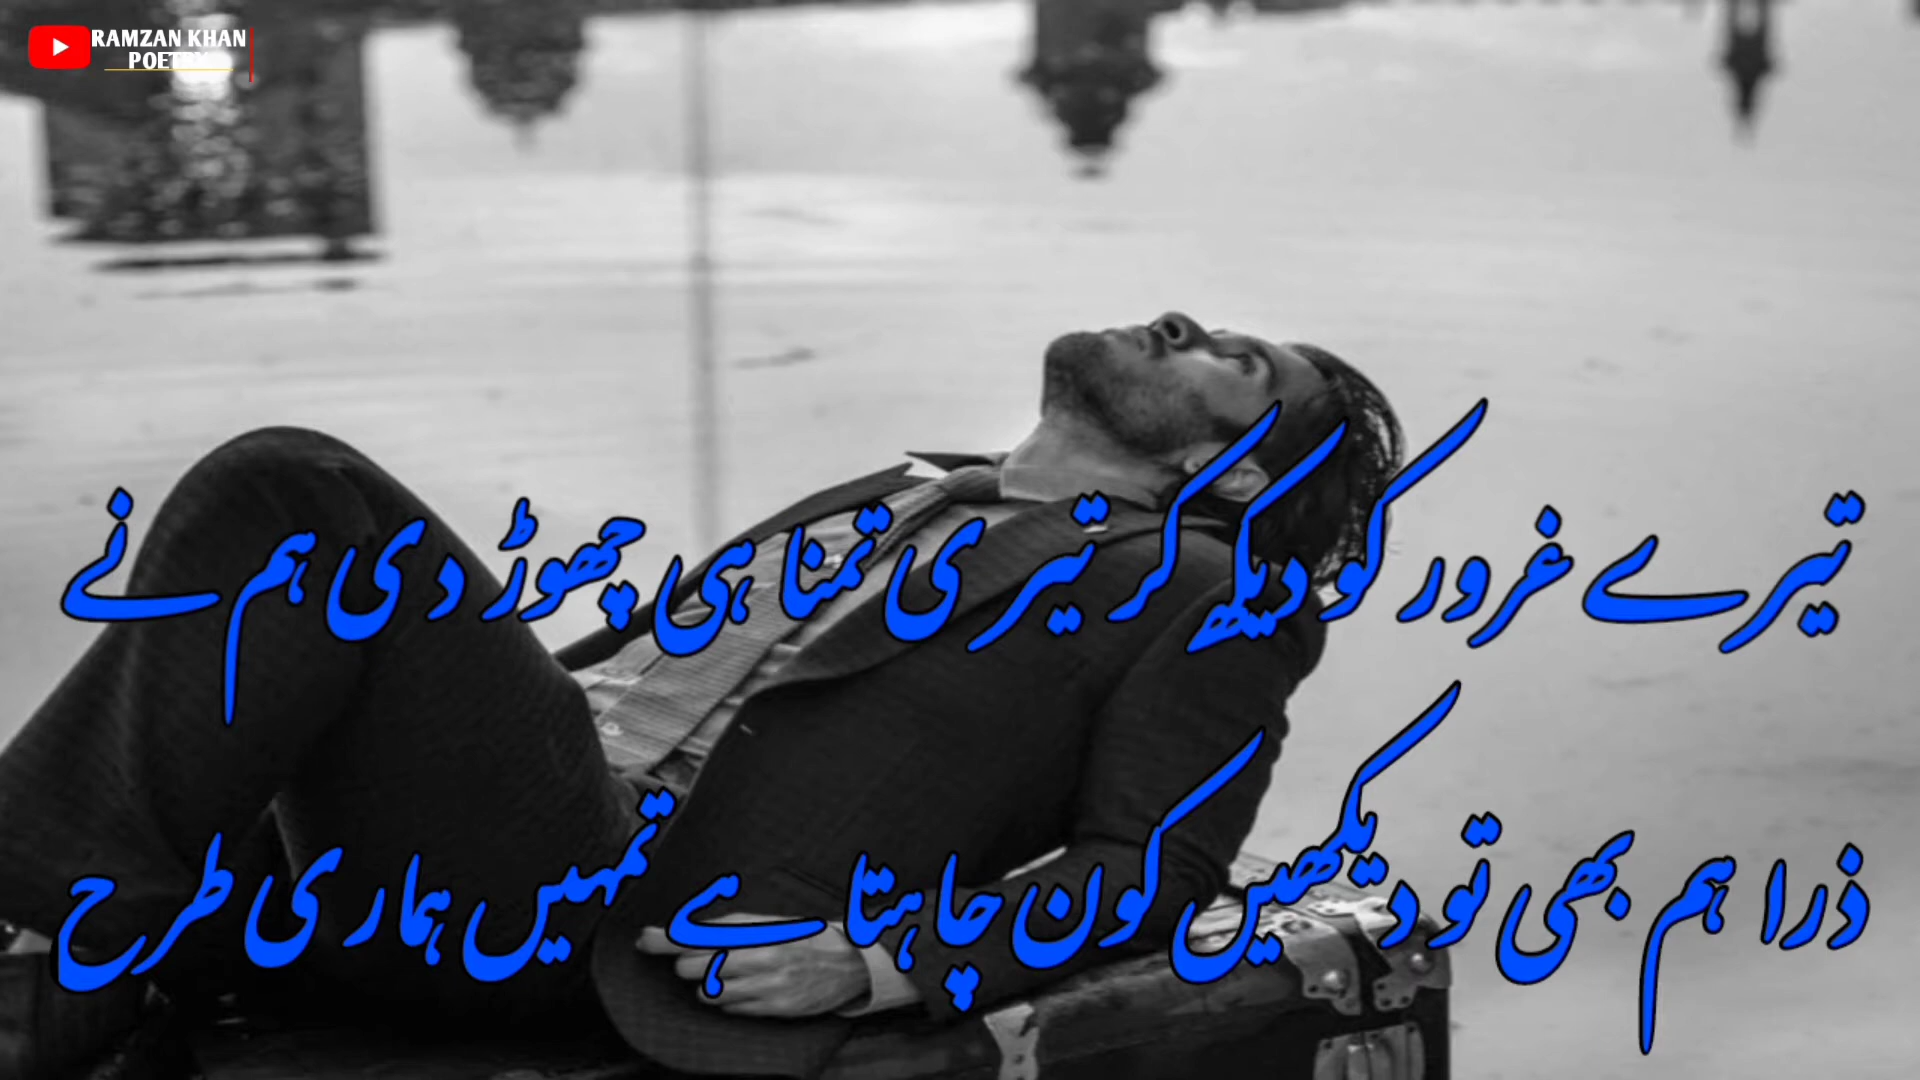 RAMZAN KHAN
POETRY
تیرے غرور کو دیکھ کر تیری تمنا ہی چھوڑ دی ہم نے
ذرا ہم بھی تو دیکھیں کون چاہتا ہے تمہیں ہماری طرح